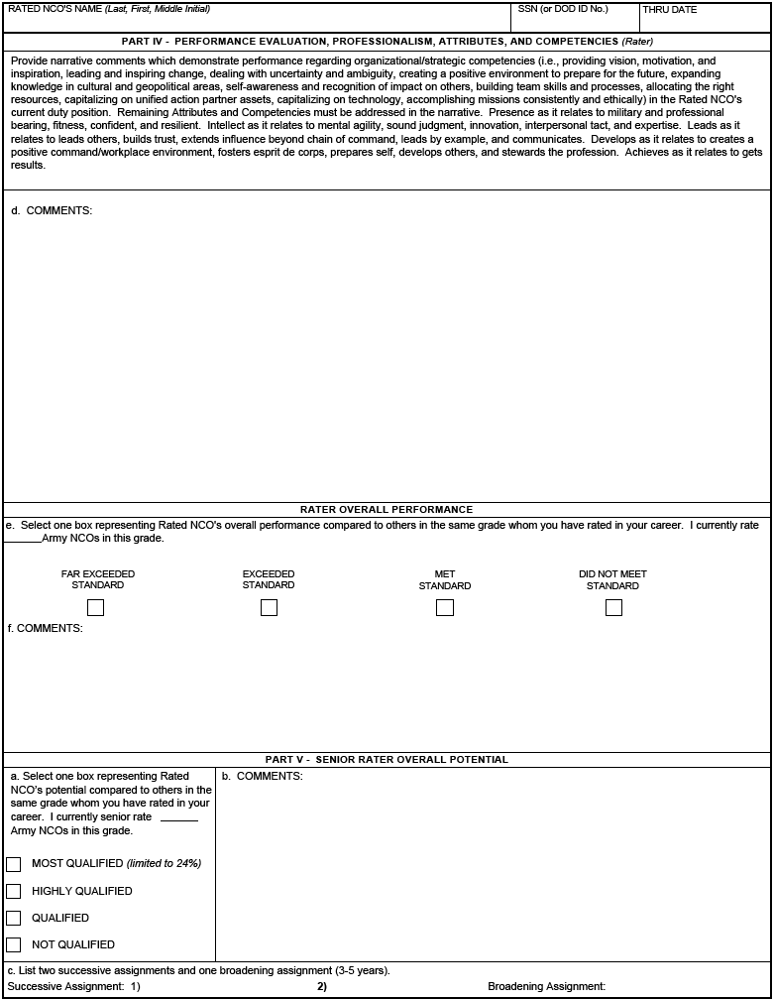 RATED NCO'S NAME (Last, First, Middle Initial)
SSN (or DOD ID No.)
THRU DATE
PART IV - PERFORMANCE EVALUATION, PROFESSIONALISM, ATTRIBUTES, AND COMPETENCIES (Rater)
Provide narrative comments which demonstrate performance regarding organizational/strategic competencies (i.e., providing vision, motivation, and
inspiration, leading and inspiring change, dealing with uncertainty and ambiguity, creating a positive environment to prepare for the future, expanding
knowledge in cultural and geopolitical areas, self-awareness and recognition of impact on others, building team skills and processes, allocating the right
resources, capitalizing on unified action partner assets, capitalizing on technology, accomplishing missions consistently and ethically) in the Rated NCO's
current duty position. Remaining Attributes and Competencies must be addressed in the narrative. Presence as it relates to military and professional
bearing, fitness, confident, and resilient. Intellect as it relates to mental agility, sound judgment, innovation, interpersonal tact, and expertise. Leads as it
relates to leads others, builds trust, extends influence beyond chain of command, leads by example, and communicates. Develops as it relates to creates a
positive command/workplace environment, fosters esprit de corps, prepares self, develops others, and stewards the profession. Achieves as it relates to gets
results.
d. COMMENTS:
RATER OVERALL PERFORMANCE
e. Select one box representing Rated NCO's overall performance compared to others in the same grade whom you have rated in your career. I currently rate
______Army NCOs in this grade.
FAR EXCEEDED
STANDARD
EXCEEDED
STANDARD
MET
STANDARD
DID NOT MEET
STANDARD
f. COMMENTS:
PART V - SENIOR RATER OVERALL POTENTIAL
a. Select one box representing Rated
NCO's potential compared to others in the
same grade whom you have rated in your
career. I currently senior rate ______
Army NCOs in this grade.
MOST QUALIFIED (limited to 24%)
HIGHLY QUALIFIED
QUALIFIED
NOT QUALIFIED
b. COMMENTS:
c. List two successive assignments and one broadening assignment (3-5 years).
Successive Assignment: 1)
2)
Broadening Assignment: